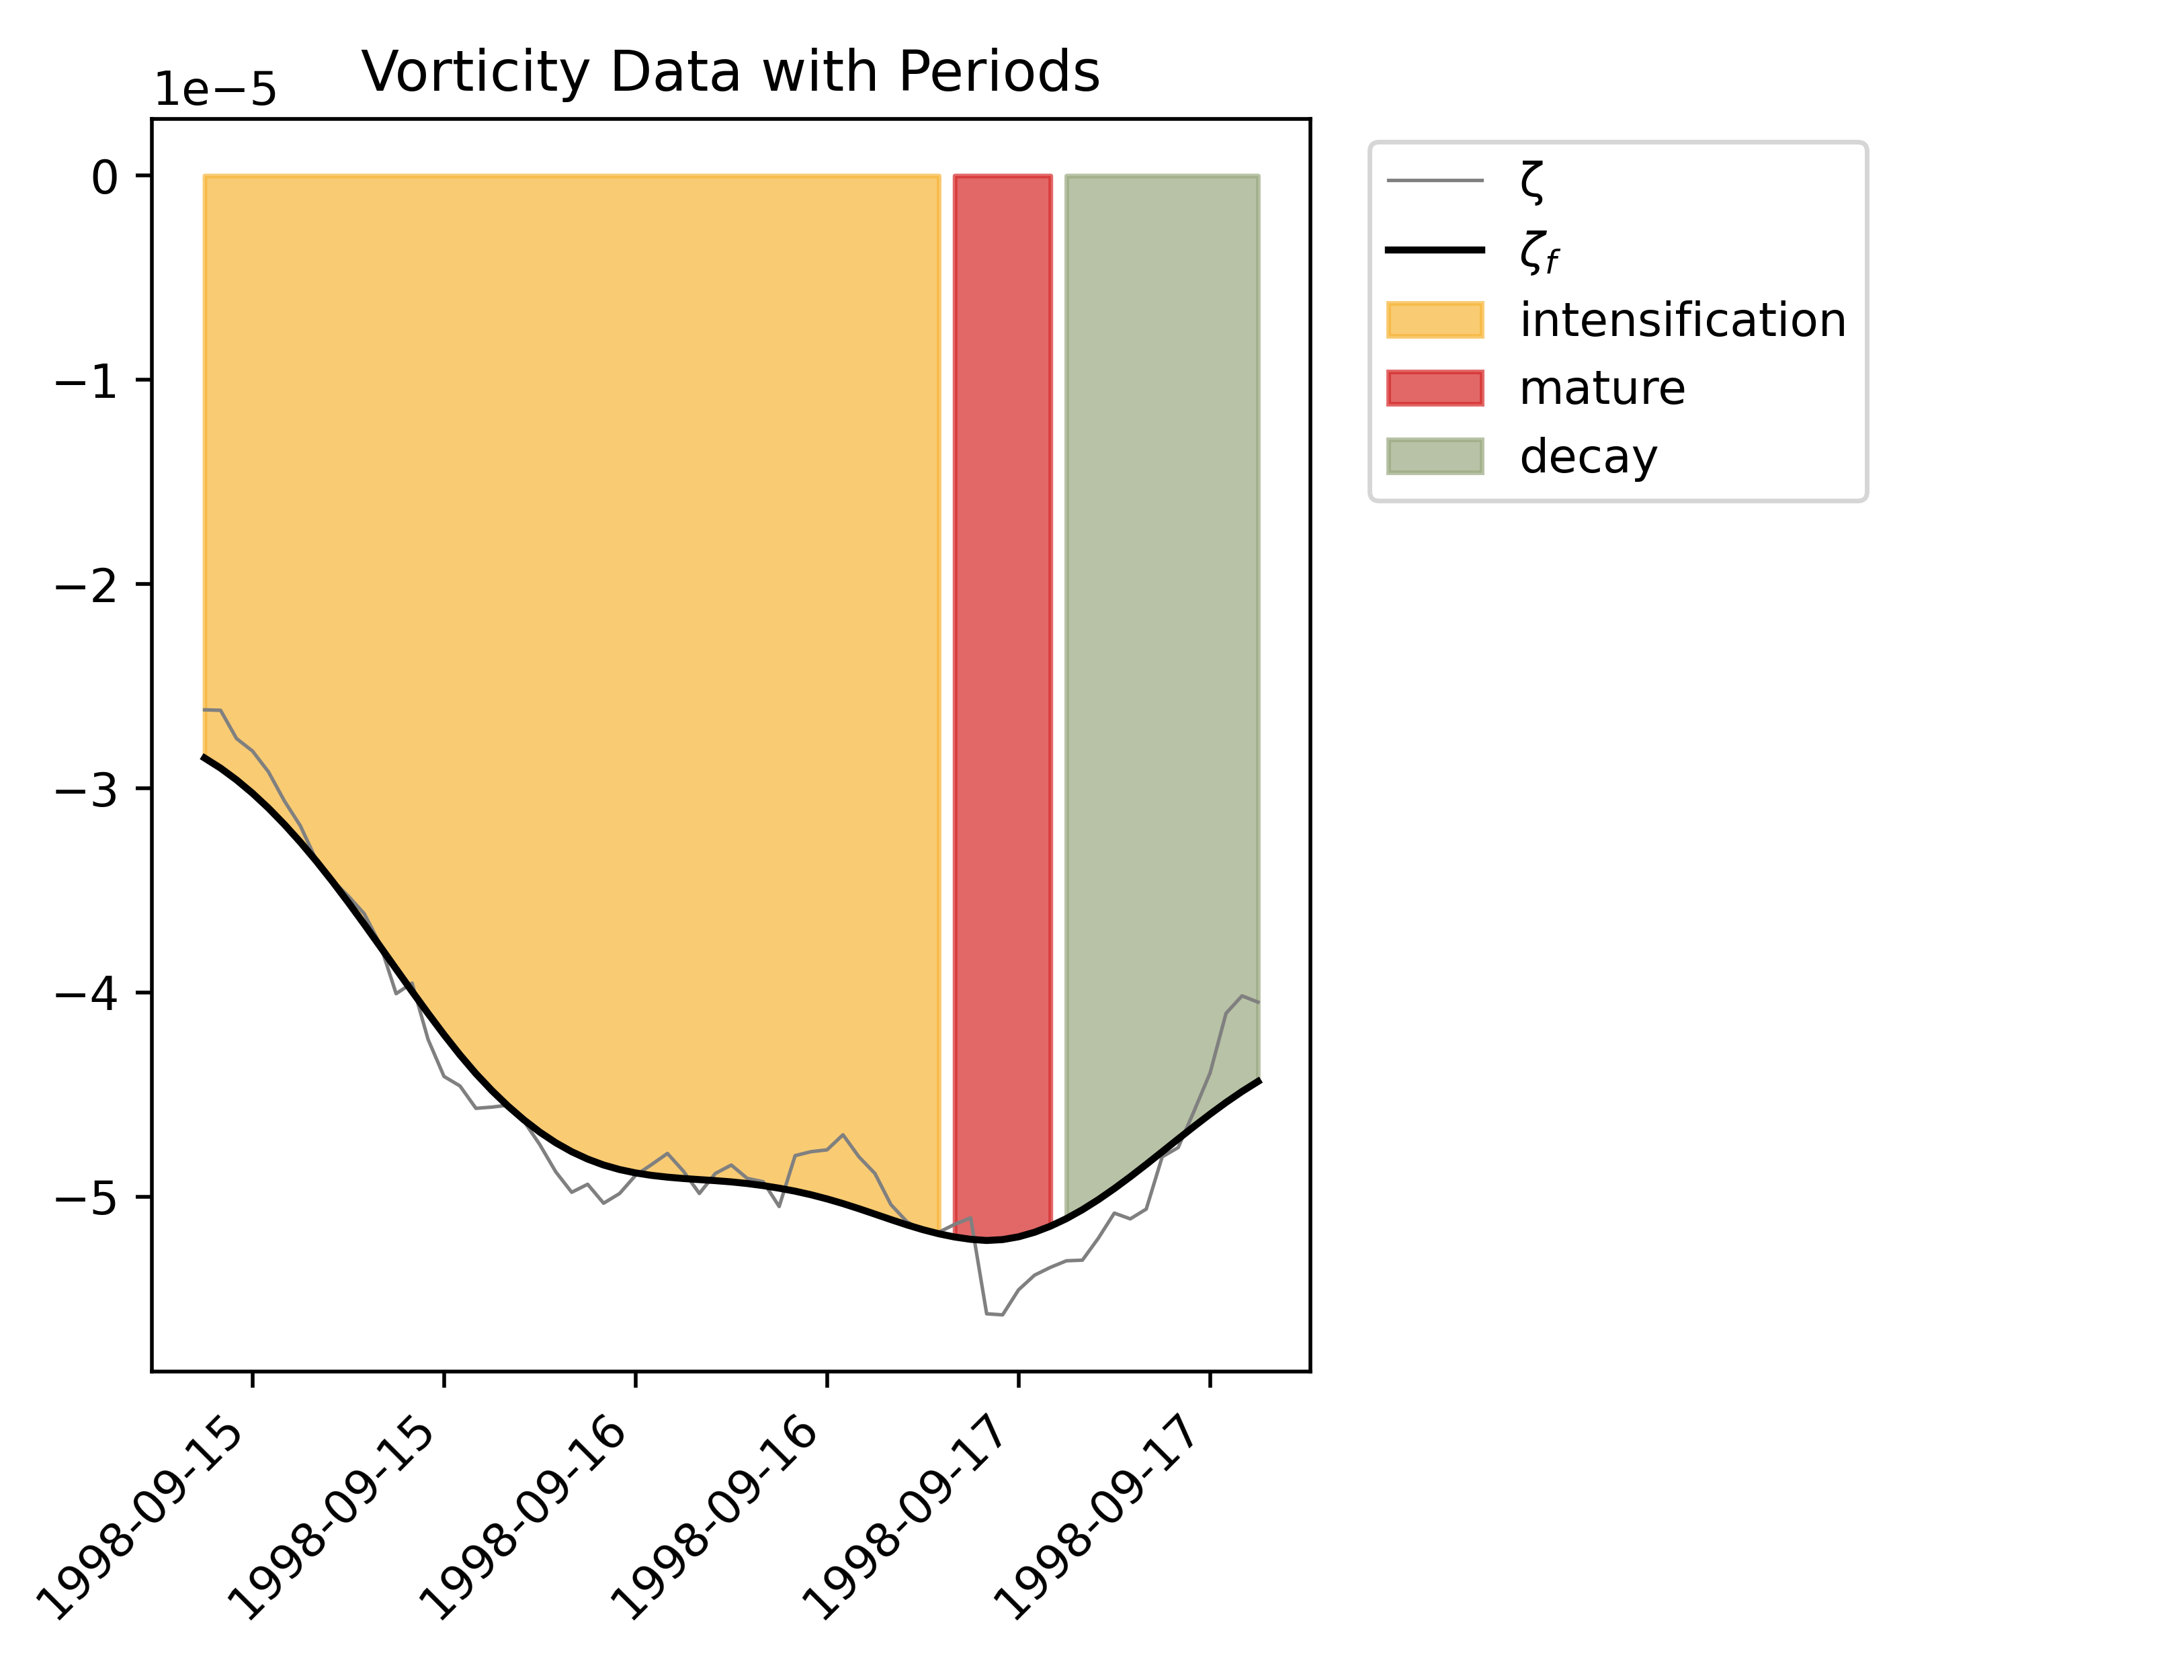 Vorticity Data with Periods
1e−5
0
−1
−2
−3
−4
−5
1998-09-15
1998-09-15
1998-09-16
1998-09-16
1998-09-17
1998-09-17
ζ
ζf
intensification
mature
decay